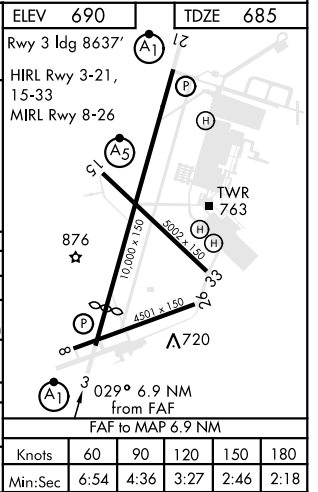 ELEV 690 TDZE 685
Rwy 3 ldg 8637'
HIRL Rwy 3-21,
15-33
MIRL Rwy 8-26
A1
21
P
H
A5
15
TWR
763
5002 x 150
10,000 x 150
H
H
876
33
26
4501 x 150
P
720
8
A1
3
029° 6.9 NM
from FAF
FAF to MAP 6.9 NM
Knots 60 90 120 150 180
Min:Sec 6:54 4:36 3:27 2:46 2:18